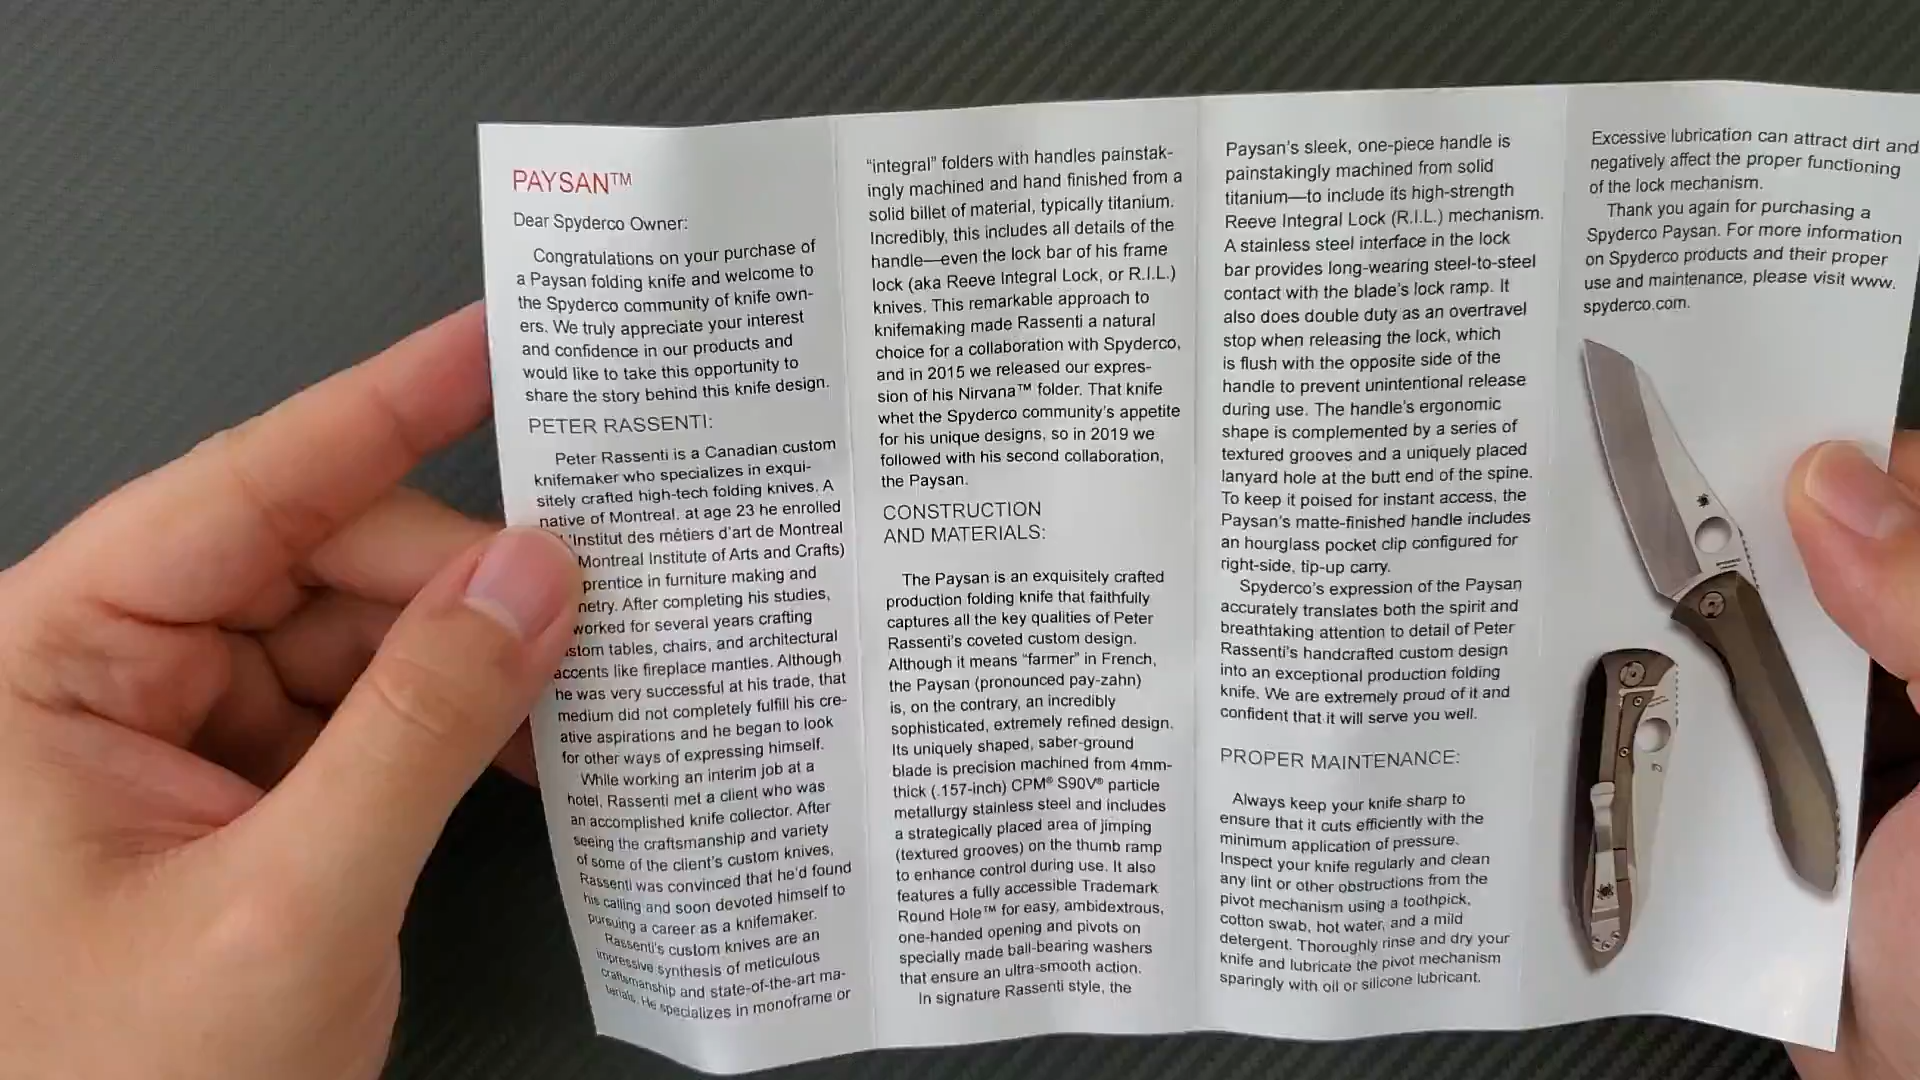 PAYSAN™
Dear Spyderco Owner:
Congratulations on your purchase of
a Paysan folding knife and welcome to
the Spyderco community of knife own-
ers. We truly appreciate your interest
and confidence in our products and
would like to take this opportunity to
share the story behind this knife design.
PETER RASSENTI:
Peter Rassenti is a Canadian custom
knifemaker who specializes in exqui-
sitely crafted high-tech folding knives. A
native of Montreal, at age 23 he enrolled
l'Institut des métiers d'art de Montreal
Montreal Institute of Arts and Crafts)
prentice in furniture making and
netry. After completing his studies,
worked for several years crafting
stom tables, chairs, and architectural
accents like fireplace mantles. Although
he was very successful at his trade, that
medium did not completely fulfill his cre-
ative aspirations and he began to look
for other ways of expressing himself.
While working an interim job at a
hotel, Rassenti met a client who was
an accomplished knife collector. After
seeing the craftsmanship and variety
of some of the client's custom knives,
Rassenti was convinced that he'd found
his calling and soon devoted himself to
pursuing a career as a knifemaker.
Rassenti's custom knives are an
impressive synthesis of meticulous
craftsmanship and state-of-the-art ma-
terials. He specializes in monoframe or
"integral" folders with handles painstak-
ingly machined and hand finished from a
solid billet of material, typically titanium.
Incredibly, this includes all details of the
handle—even the lock bar of his frame
lock (aka Reeve Integral Lock, or R.I.L.)
knives. This remarkable approach to
knifemaking made Rassenti a natural
choice for a collaboration with Spyderco,
and in 2015 we released our expres-
sion of his Nirvana™ folder. That knife
whet the Spyderco community's appetite
for his unique designs, so in 2019 we
followed with his second collaboration,
the Paysan.
CONSTRUCTION
AND MATERIALS:
The Paysan is an exquisitely crafted
production folding knife that faithfully
captures all the key qualities of Peter
Rassenti's coveted custom design.
Although it means "farmer" in French,
the Paysan (pronounced pay-zahn)
is, on the contrary, an incredibly
sophisticated, extremely refined design.
Its uniquely shaped, saber-ground
blade is precision machined from 4mm-
thick (.157-inch) CPM® S90V® particle
metallurgy stainless steel and includes
a strategically placed area of jimping
(textured grooves) on the thumb ramp
to enhance control during use. It also
features a fully accessible Trademark
Round Hole™ for easy, ambidextrous,
one-handed opening and pivots on
specially made ball-bearing washers
that ensure an ultra-smooth action.
In signature Rassenti style, the
Paysan's sleek, one-piece handle is
painstakingly machined from solid
titanium—to include its high-strength
Reeve Integral Lock (R.I.L.) mechanism.
A stainless steel interface in the lock
bar provides long-wearing steel-to-steel
contact with the blade's lock ramp. It
also does double duty as an overtravel
stop when releasing the lock, which
is flush with the opposite side of the
handle to prevent unintentional release
during use. The handle's ergonomic
shape is complemented by a series of
textured grooves and a uniquely placed
lanyard hole at the butt end of the spine.
To keep it poised for instant access, the
Paysan's matte-finished handle includes
an hourglass pocket clip configured for
right-side, tip-up carry.
Spyderco's expression of the Paysan
accurately translates both the spirit and
breathtaking attention to detail of Peter
Rassenti's handcrafted custom design
into an exceptional production folding
knife. We are extremely proud of it and
confident that it will serve you well.
PROPER MAINTENANCE:
Always keep your knife sharp to
ensure that it cuts efficiently with the
minimum application of pressure.
Inspect your knife regularly and clean
any lint or other obstructions from the
pivot mechanism using a toothpick,
cotton swab, hot water, and a mild
detergent. Thoroughly rinse and dry your
knife and lubricate the pivot mechanism
sparingly with oil or silicone lubricant.
Excessive lubrication can attract dirt and
negatively affect the proper functioning
of the lock mechanism.
Thank you again for purchasing a
Spyderco Paysan. For more information
on Spyderco products and their proper
use and maintenance, please visit www.
spyderco.com.